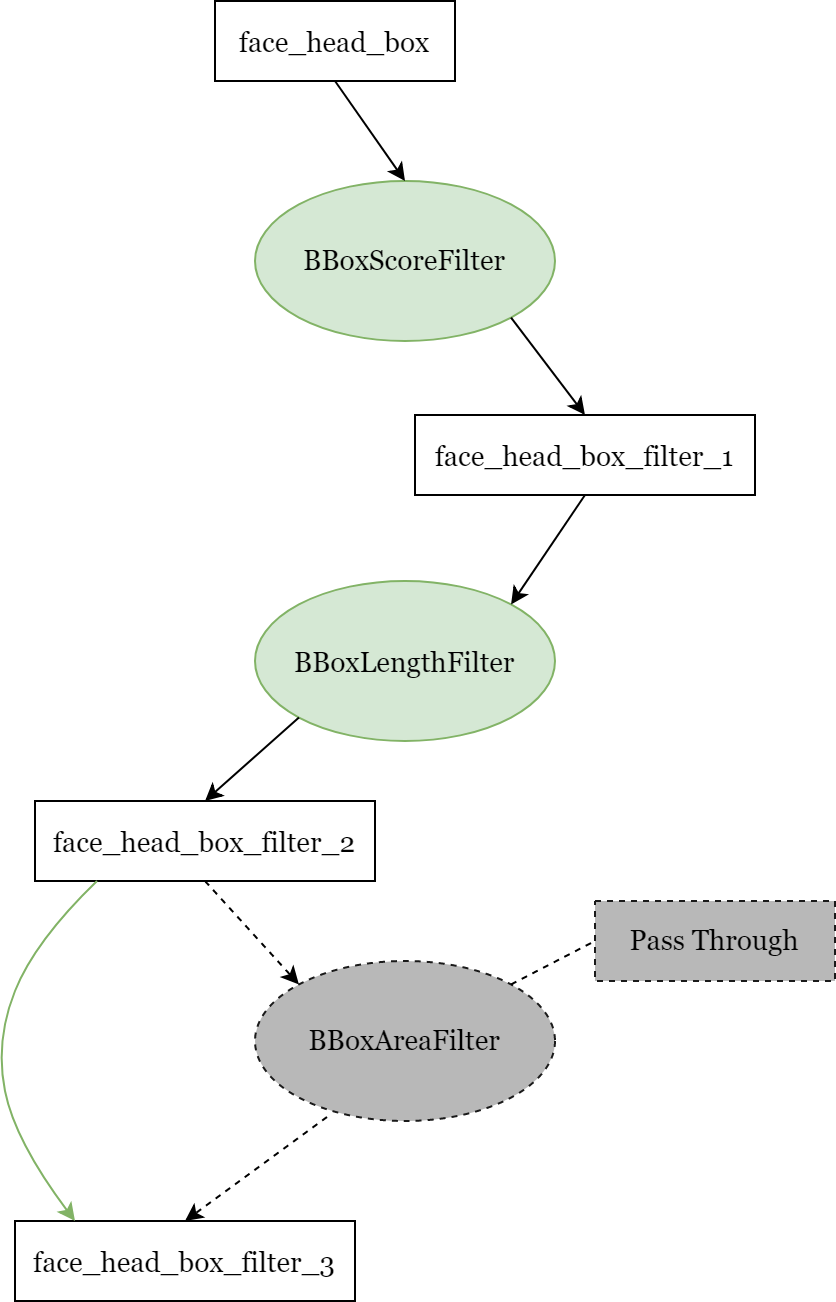 face_head_box
BBoxScoreFilter
face_head_box_filter_1
BBoxLengthFilter
face_head_box_filter_2
Pass Through
BBoxAreaFilter
face_head_box_filter_3